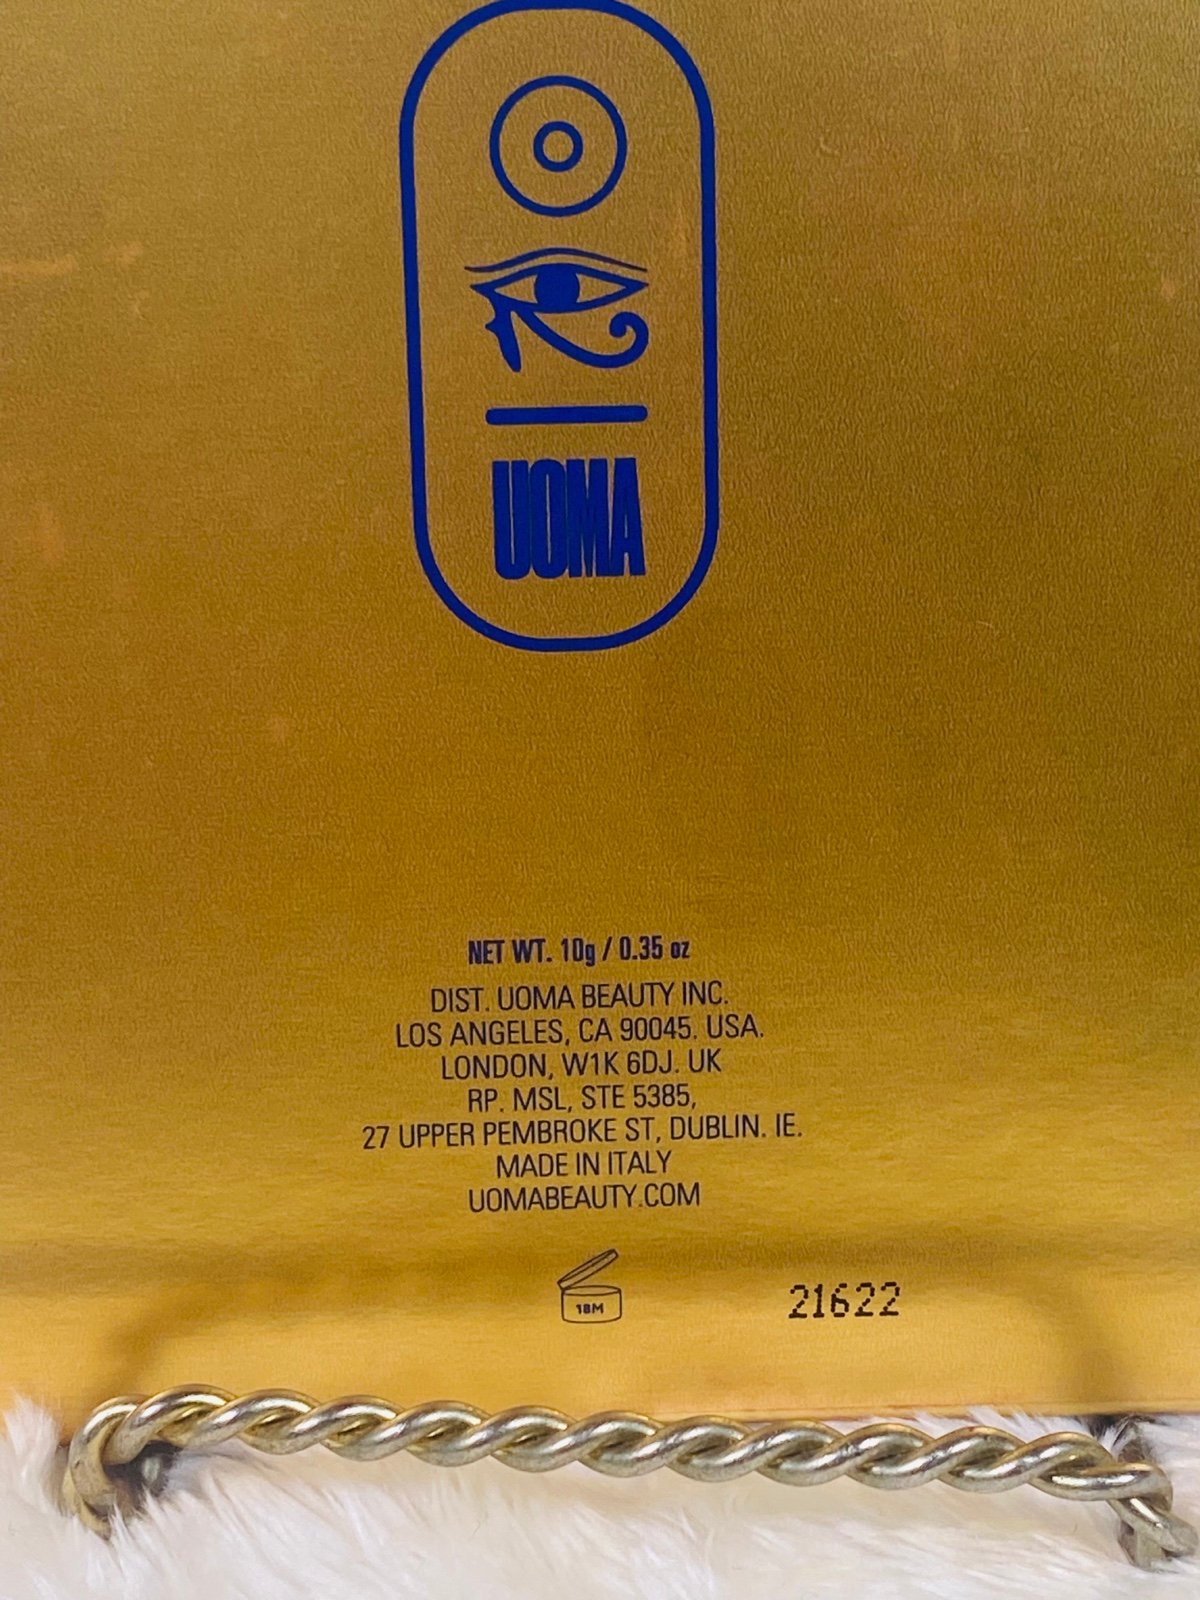 UOMA
NET WT. 10g / 0.35 oz
DIST. UOMA BEAUTY INC.
LOS ANGELES, CA 90045. USA.
LONDON, W1K 6DJ. UK
RP. MSL, STE 5385,
27 UPPER PEMBROKE ST, DUBLIN. IE.
MADE IN ITALY
UOMABEAUTY.COM
18M
21622